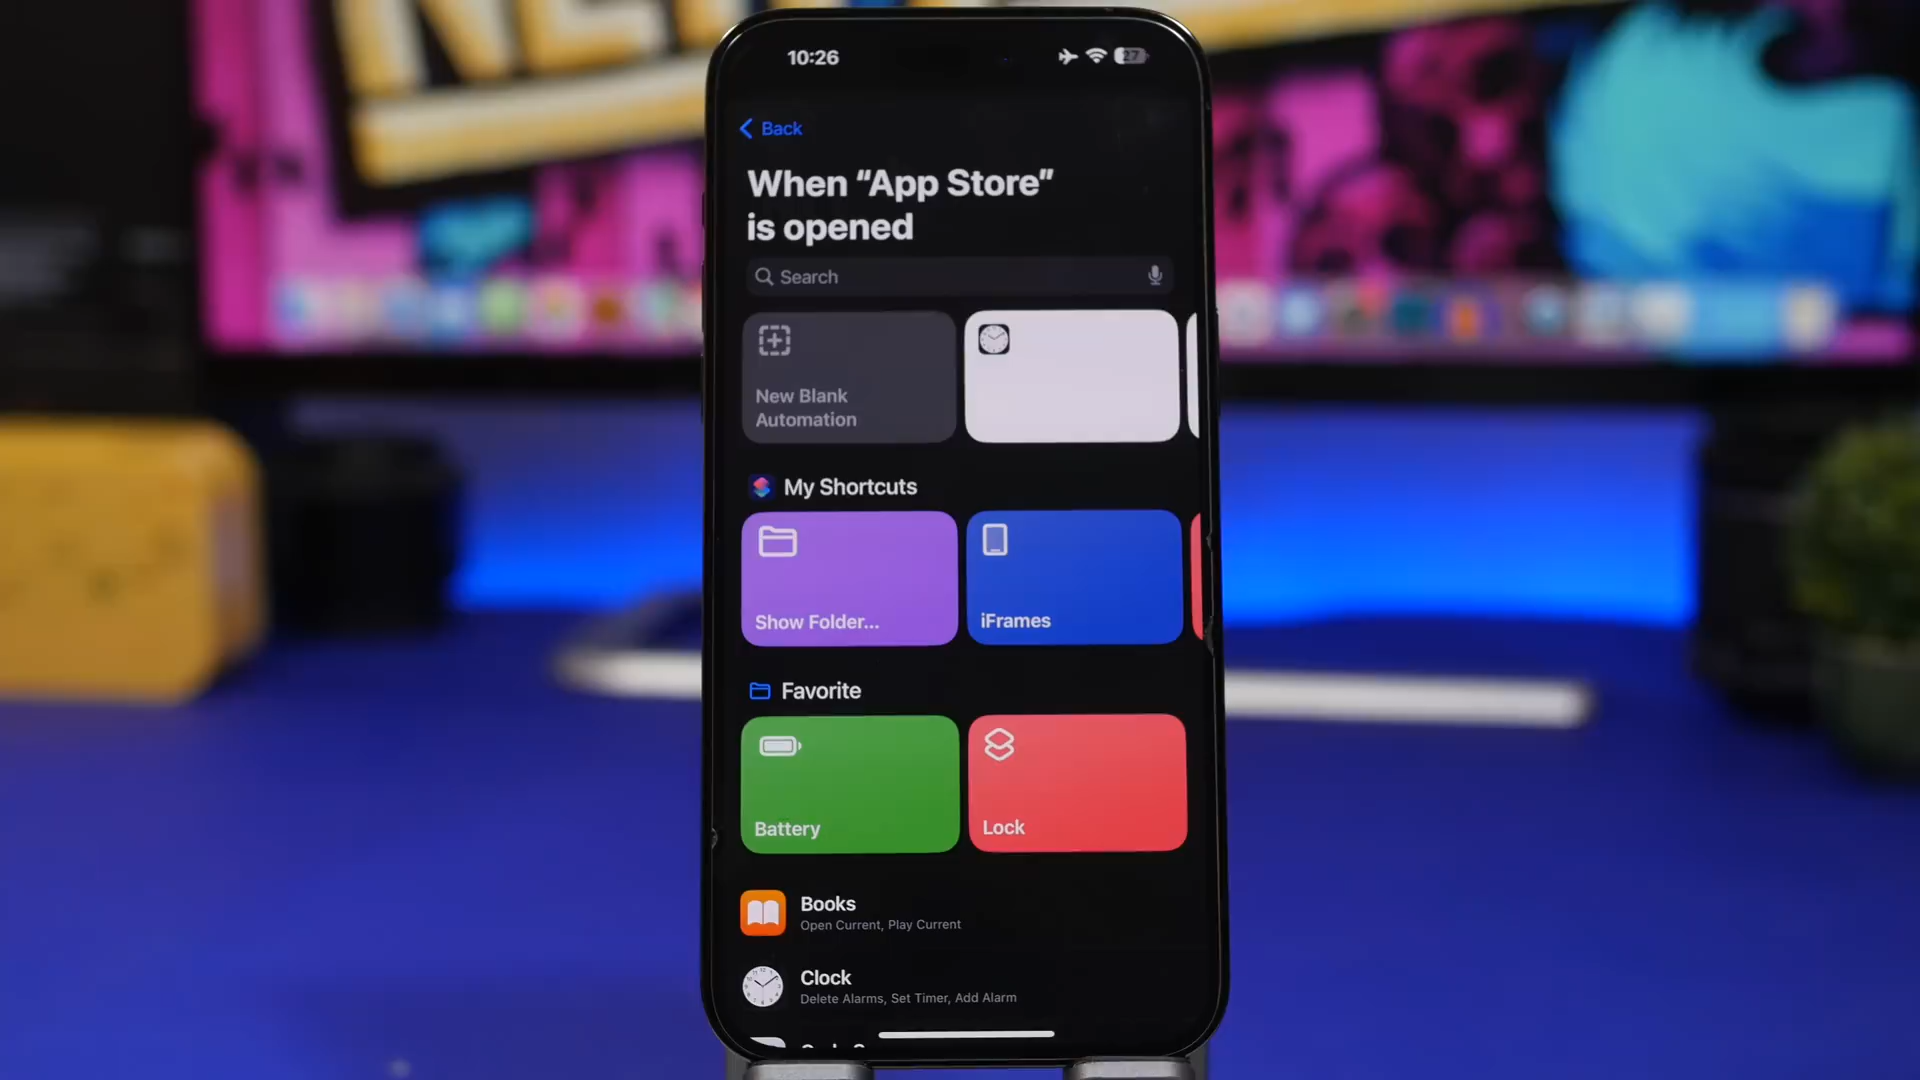 10:26
27
Back
When “App Store”
is opened
Search
New Blank
Automation
My Shortcuts
Show Folder...
iFrames
Favorite
Battery
Lock
Books
Open Current, Play Current
Clock
Delete Alarms, Set Timer, Add Alarm